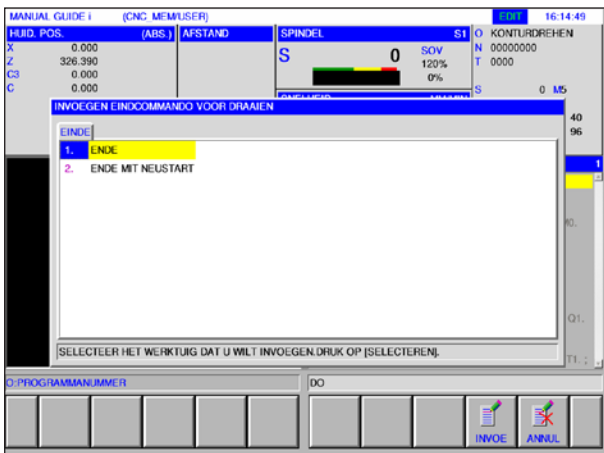 MANUAL GUIDE i (CNC_MEM/USER) EDIT 16:14:49
HUID. POS. (ABS.) AFSTAND SPINDEL S1 O KONTURDREHEN
X 0.000 S 0 SOV N 00000000
Z 326.390 120% T 0000
C3 0.000 0%
C 0.000 S 0 M5
INVOEGEN EINDCOMMANDO VOOR DRAAIEN
40
EINDE 96
1. ENDE
1
2. ENDE MIT NEUSTART
M0.
Q1.
SELECTEER HET WERKTUIG DAT U WILT INVOEGEN.DRUK OP [SELECTEREN].
T1. ;
O:PROGRAMMANUMMER DO
INVOE ANNUL